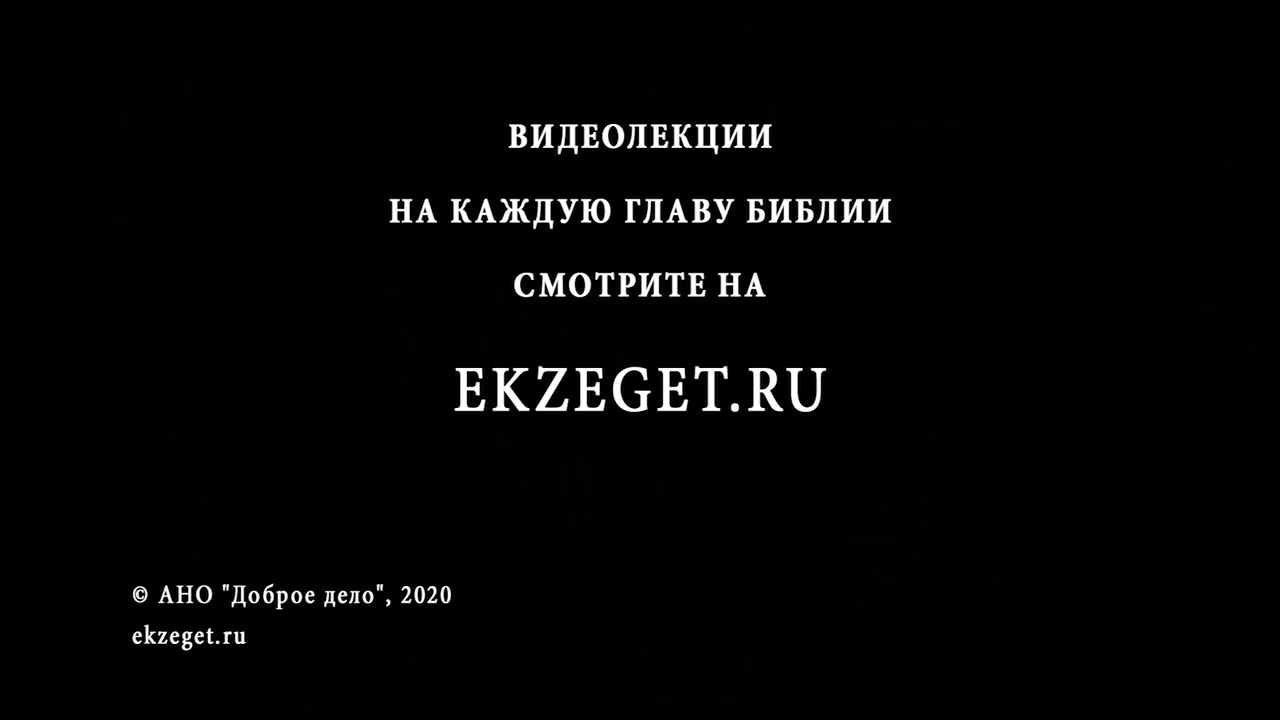 ВИДЕОЛЕКЦИИ
НА КАЖДУЮ ГЛАВУ БИБЛИИ
СМОТРИТЕ НА
EKZEGET.RU
© АНО "Доброе дело", 2020
ekzeget.ru